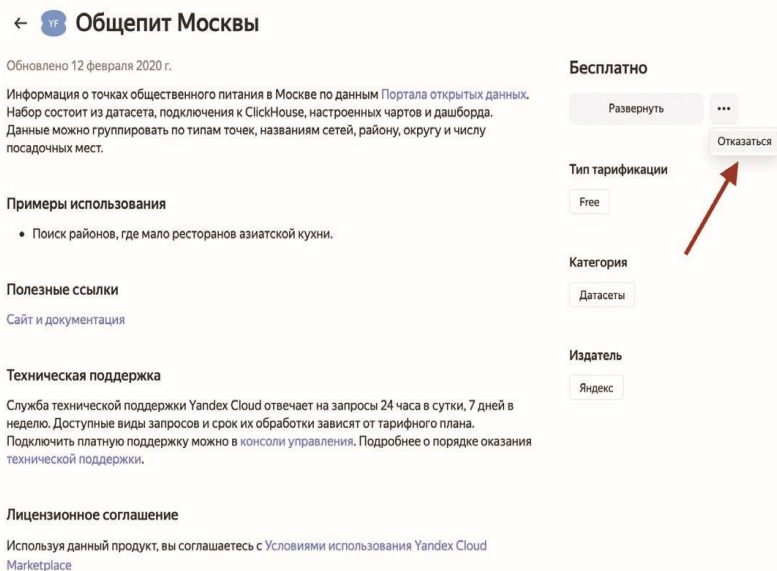 ← YF Общепит Москвы
Обновлено 12 февраля 2020 г.
Информация о точках общественного питания в Москве по данным Портала открытых данных.
Набор состоит из датасета, подключения к ClickHouse, настроенных чартов и дашборда.
Данные можно группировать по типам точек, названиям сетей, району, округу и числу
посадочных мест.
Примеры использования
• Поиск районов, где мало ресторанов азиатской кухни.
Полезные ссылки
Сайт и документация
Техническая поддержка
Служба технической поддержки Yandex Cloud отвечает на запросы 24 часа в сутки, 7 дней в
неделю. Доступные виды запросов и срок их обработки зависят от тарифного плана.
Подключить платную поддержку можно в консоли управления. Подробнее о порядке оказания
технической поддержки.
Лицензионное соглашение
Используя данный продукт, вы соглашаетесь с Условиями использования Yandex Cloud
Marketplace
Бесплатно
Развернуть •••
Отказаться
Тип тарификации
Free
Категория
Датасеты
Издатель
Яндекс